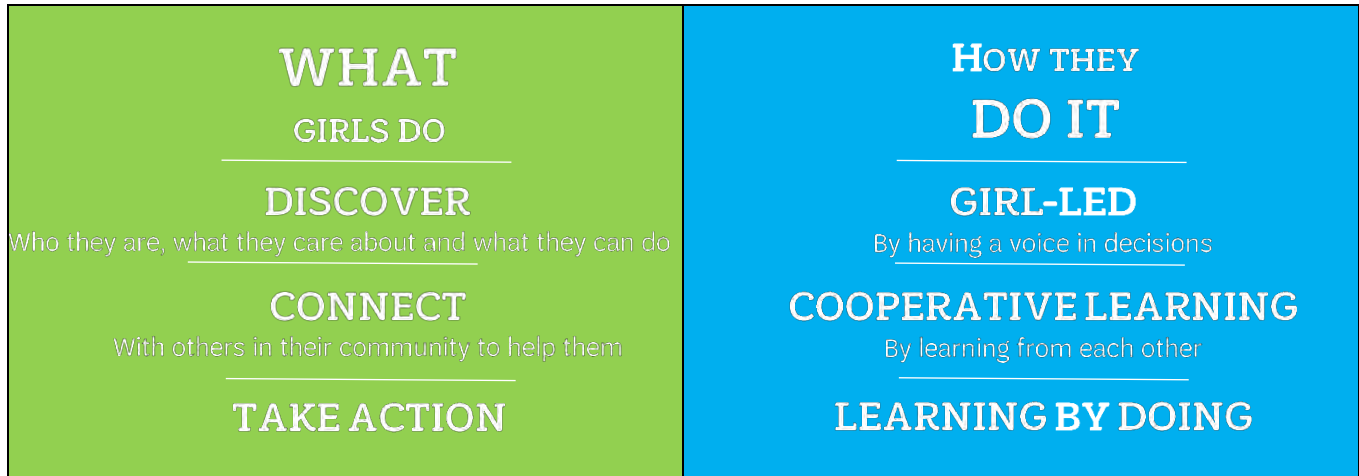 WHAT
GIRLS DO
DISCOVER
Who they are, what they care about and what they can do
CONNECT
With others in their community to help them
TAKE ACTION
HOW THEY
DO IT
GIRL-LED
By having a voice in decisions
COOPERATIVE LEARNING
By learning from each other
LEARNING BY DOING